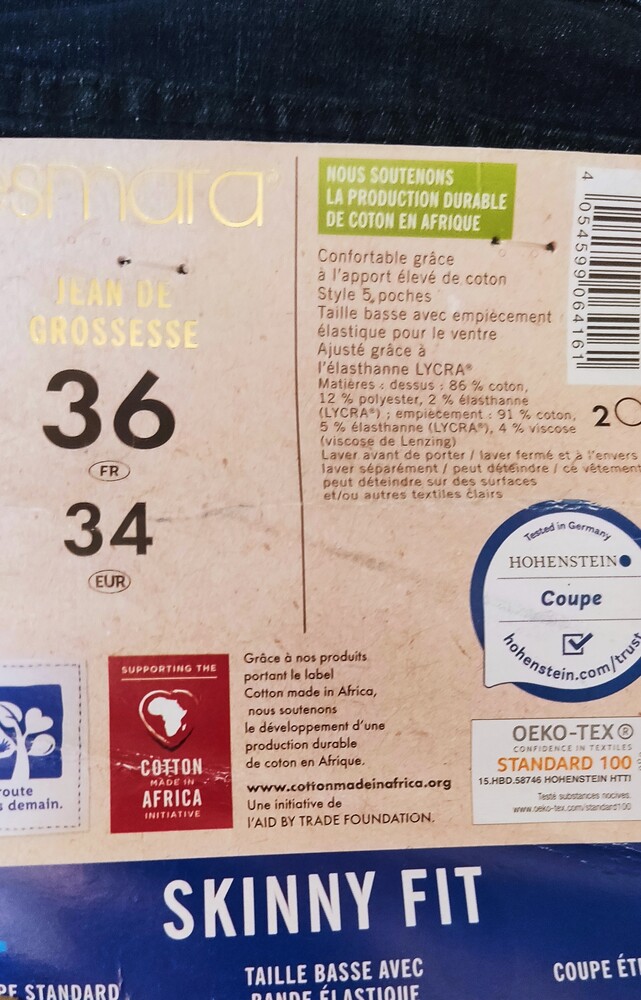 esmara
JEAN DE
GROSSESSE
36
FR
34
EUR
NOUS SOUTENONS
LA PRODUCTION DURABLE
DE COTON EN AFRIQUE
Confortable grâce
à l'apport élevé de coton
Style 5 poches
Taille basse avec empiècement
élastique pour le ventre
Ajusté grâce à
l'élasthanne LYCRA®
Matières : dessus : 86 % coton,
12 % polyester, 2 % élasthanne
(LYCRA®) ; empiècement : 91 % coton,
5 % élasthanne (LYCRA®), 4 % viscose
(viscose de Lenzing)
Laver avant de porter / laver fermé et à l'envers
laver séparément / peut déteindre / ce vêtement
peut déteindre sur des surfaces
et/ou autres textiles clairs
4 054599 064161
2
Tested in Germany
HOHENSTEIN
Coupe
hohenstein.com/trust
route
s demain.
SUPPORTING THE
COTTON
MADE IN
AFRICA
INITIATIVE
Grâce à nos produits
portant le label
Cotton made in Africa,
nous soutenons
le développement d'une
production durable
de coton en Afrique.
www.cottonmadeinafrica.org
Une initiative de
l'AID BY TRADE FOUNDATION.
OEKO-TEX®
CONFIDENCE IN TEXTILES
STANDARD 100
15.HBD.58746 HOHENSTEIN HTTI
Testé substances nocives.
www.oeko-tex.com/standard100
SKINNY FIT
PE STANDARD
TAILLE BASSE AVEC
BANDE ÉLASTIQUE
COUPE ÉT